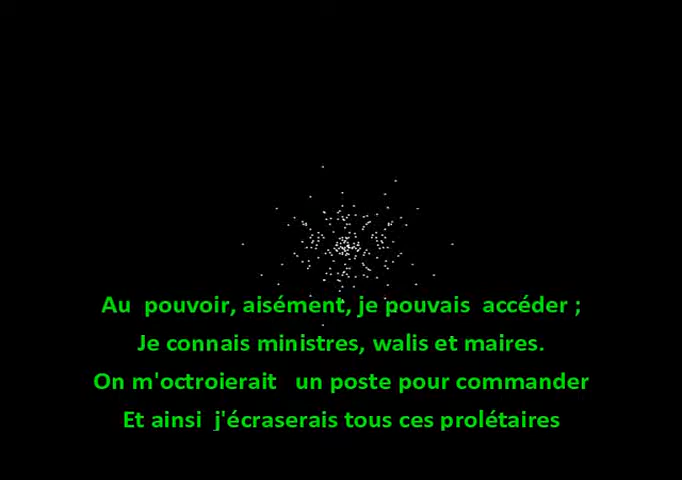 Au pouvoir, aisément, je pouvais accéder ;
Je connais ministres, walis et maires.
On m'octroierait un poste pour commander
Et ainsi j'écraserais tous ces prolétaires